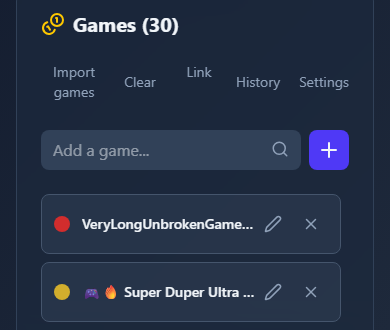 Games (30)
Import games
Clear
Link
History
Settings
Add a game...
VeryLongUnbrokenGame...
🎮🔥 Super Duper Ultra ...